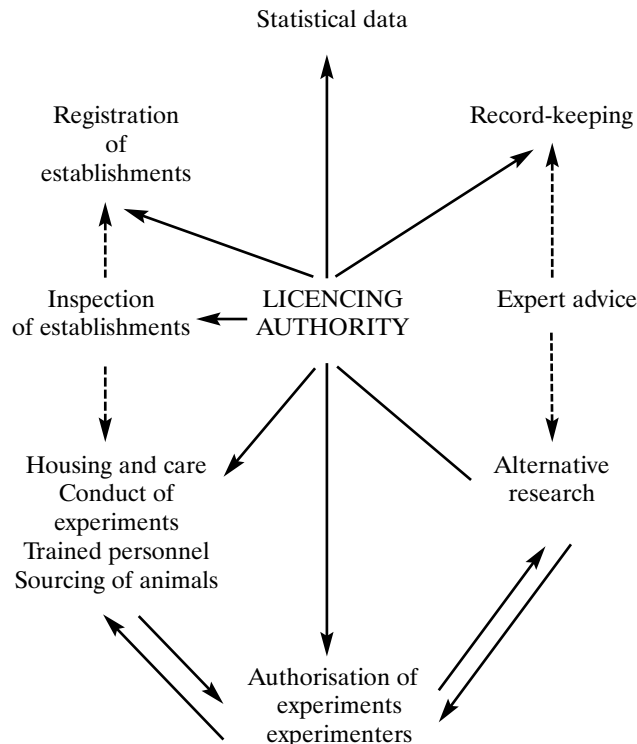 Statistical data
Registration
of
establishments
Record-keeping
Inspection
of establishments
LICENCING
AUTHORITY
Expert advice
Housing and care
Conduct of
experiments
Trained personnel
Sourcing of animals
Alternative
research
Authorisation of
experiments
experimenters